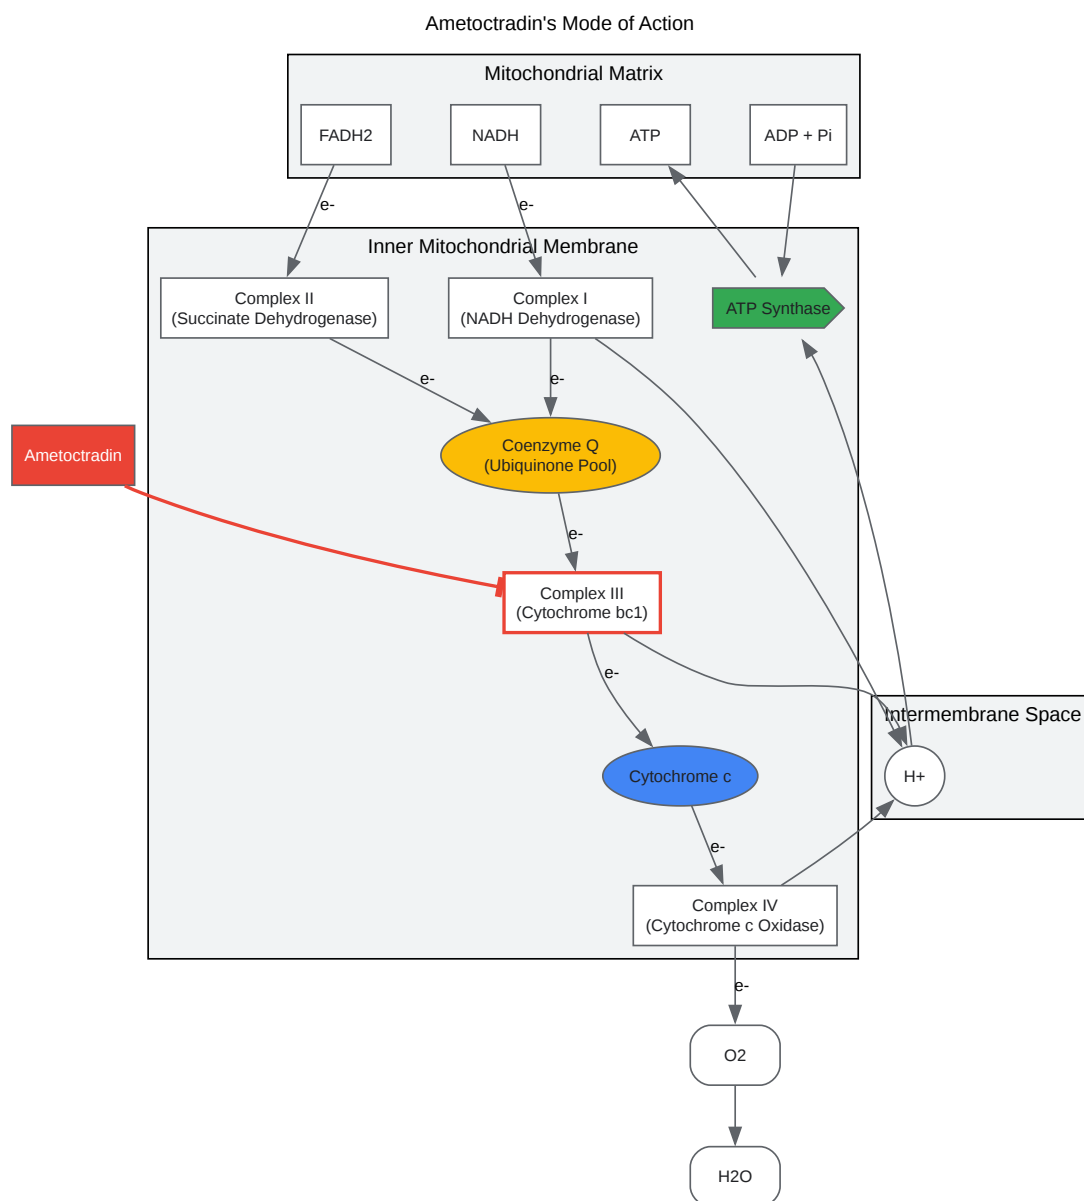 Ametoctradin's Mode of Action
Mitochondrial Matrix
FADH2
NADH
ATP
ADP + Pi
e-
e-
Inner Mitochondrial Membrane
Complex II
(Succinate Dehydrogenase)
Complex I
(NADH Dehydrogenase)
ATP Synthase
e-
e-
Ametoctradin
Coenzyme Q
(Ubiquinone Pool)
e-
Complex III
(Cytochrome bc1)
e-
Intermembrane Space
Cytochrome c
H+
e-
Complex IV
(Cytochrome c Oxidase)
e-
O2
H2O